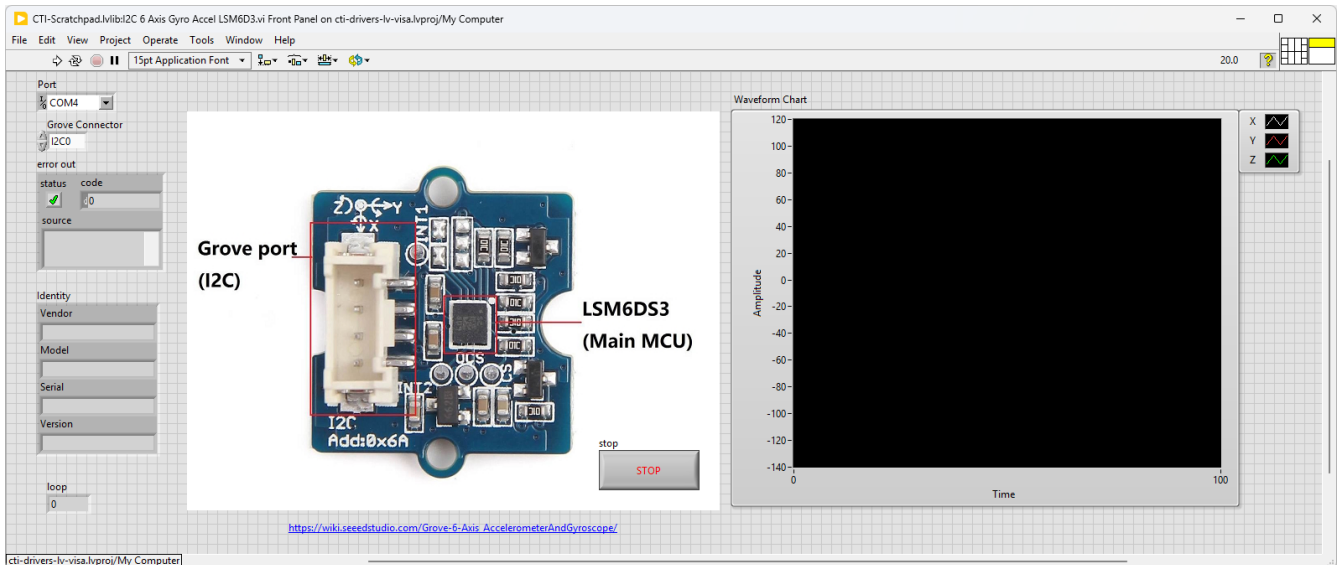 CTI-Scratchpad.lvlib:I2C 6 Axis Gyro Accel LSM6D3.vi Front Panel on cti-drivers-lv-visa.lvproj/My Computer
File Edit View Project Operate Tools Window Help
15pt Application Font
20.0
Port
COM4
Grove Connector
I2C0
error out
status code
0
source
Identity
Vendor
Model
Serial
Version
loop
0
Grove port
(I2C)
Z Y
X
INT1
LSM6DS3
(Main MCU)
OCS
CS
INT2
I2C
Add:0x6A
stop
STOP
https://wiki.seeedstudio.com/Grove-6-Axis_AccelerometerAndGyroscope/
Waveform Chart
Amplitude
120
100
80
60
40
20
0
-20
-40
-60
-80
-100
-120
-140
0 100
Time
X
Y
Z
cti-drivers-lv-visa.lvproj/My Computer